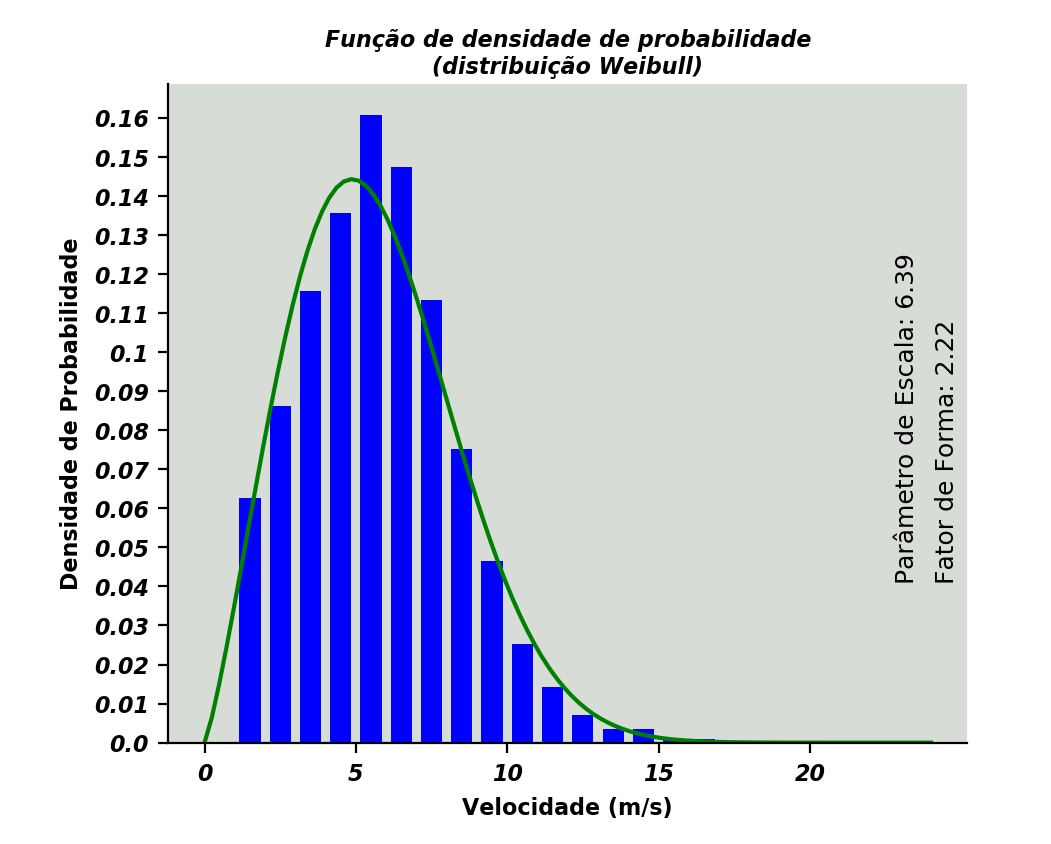 Função de densidade de probabilidade
(distribuição Weibull)
Densidade de Probabilidade
0.16
0.15
0.14
0.13
0.12
0.11
0.1
0.09
0.08
0.07
0.06
0.05
0.04
0.03
0.02
0.01
0.0
Parâmetro de Escala: 6.39
Fator de Forma: 2.22
0 5 10 15 20
Velocidade (m/s)